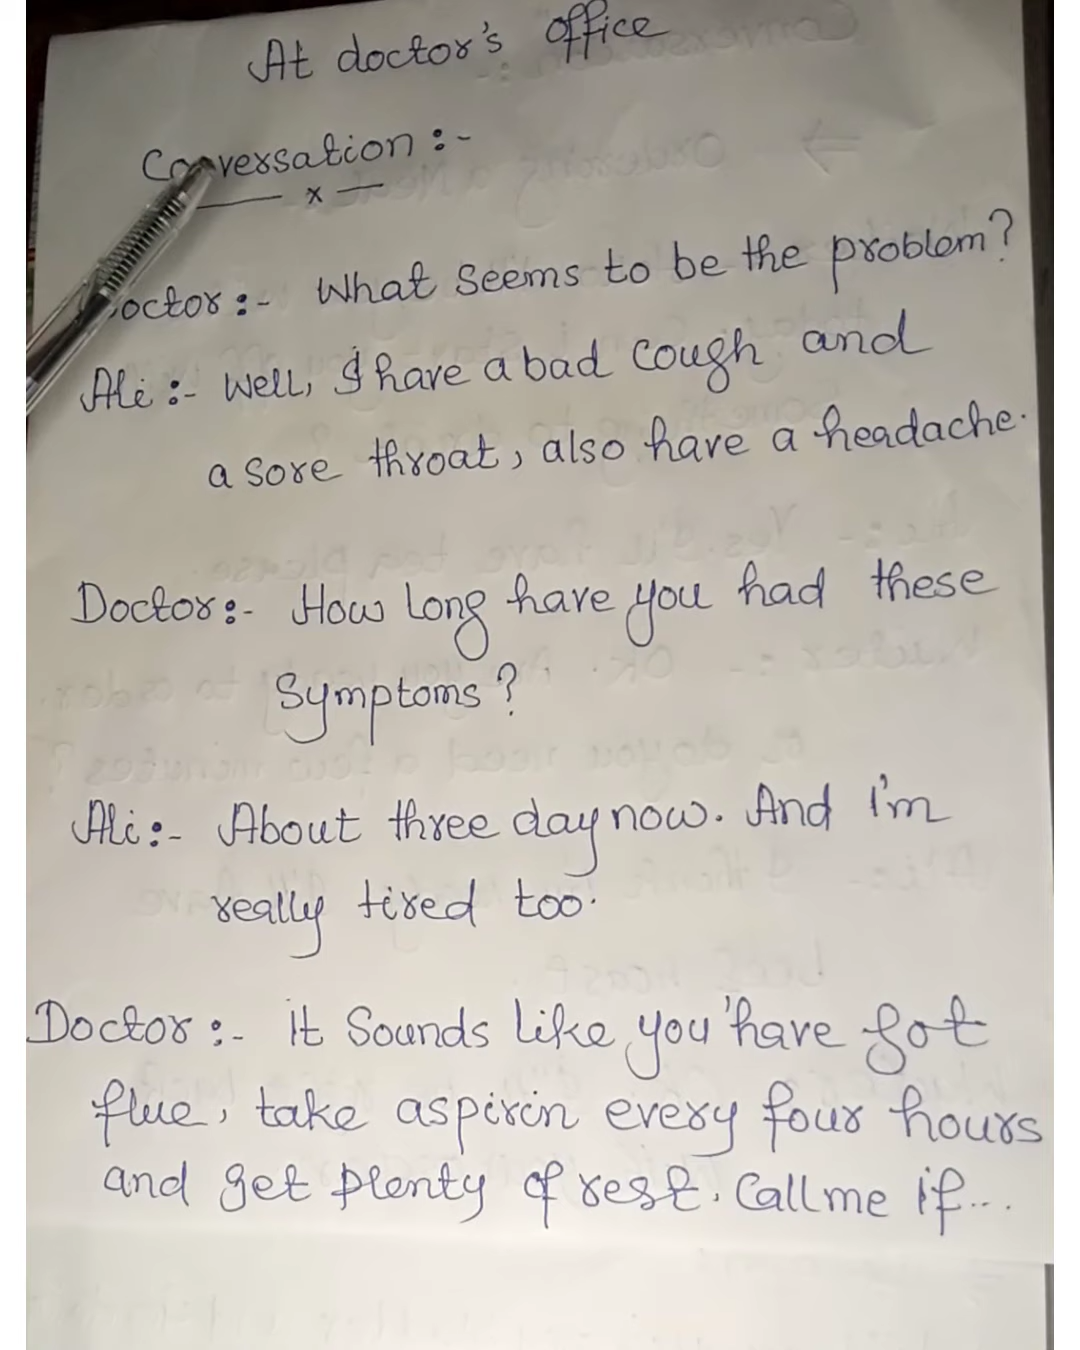 At doctor's office
Conversation :-
x
Doctor :- What seems to be the problem?
Ali :- Well, I have a bad cough and
a sore throat, also have a headache.
Doctor :- How long have you had these
Symptoms?
Ali :- About three day now. And I'm
really tired too.
Doctor :- it Sounds like you'have got
flue, take aspirin every four hours
and get plenty of rest. Call me if...